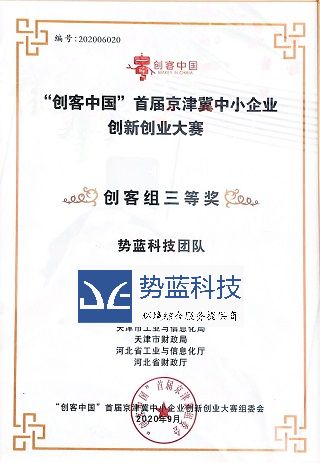 编号:202006020
创客中国
MAKER IN CHINA
“创客中国”首届京津冀中小企业
创新创业大赛
创客组三等奖
势蓝科技团队
势蓝科技
天津市工业与信息化局
天津市财政局
河北省工业与信息化厅
河北省财政厅
“创客中国”首届京津冀中小企业创新创业大赛组委会
2020年9月